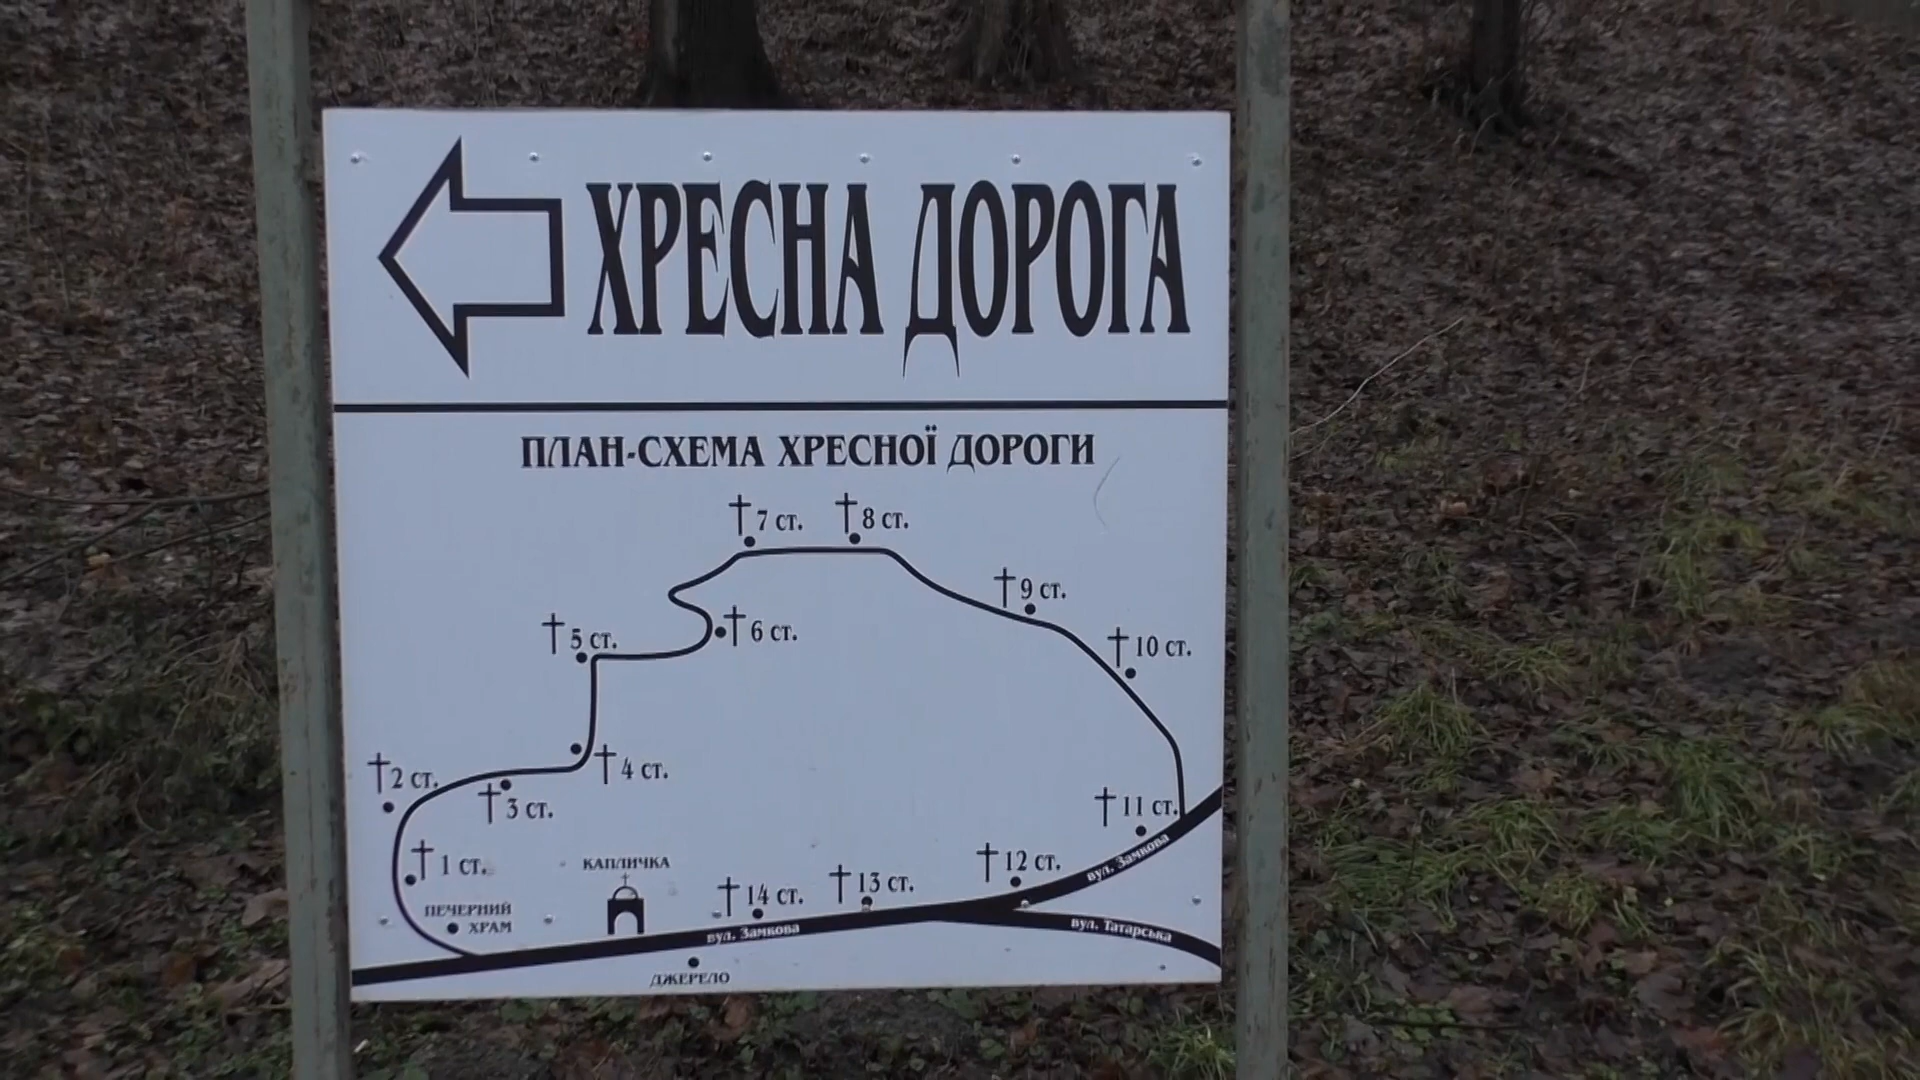 ХРЕСНА ДОРОГА
ПЛАН-СХЕМА ХРЕСНОЇ ДОРОГИ
7 ст.
8 ст.
9 ст.
5 ст.
6 ст.
10 ст.
2 ст.
4 ст.
3 ст.
11 ст.
1 ст.
КАПЛИЧКА
12 ст.
14 ст.
13 ст.
вул. Замкова
ПЕЧЕРНИЙ
ХРАМ
вул. Замкова
вул. Татарська
ДЖЕРЕЛО